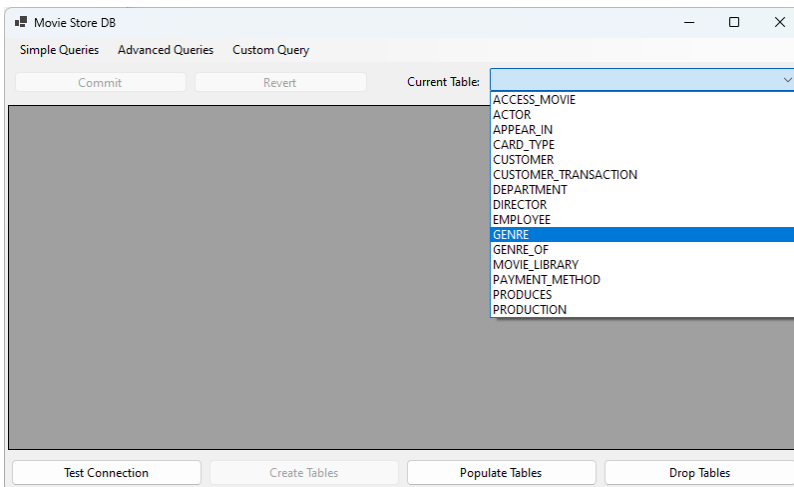 Movie Store DB
Simple Queries Advanced Queries Custom Query
Commit Revert Current Table:
ACCESS_MOVIE
ACTOR
APPEAR_IN
CARD_TYPE
CUSTOMER
CUSTOMER_TRANSACTION
DEPARTMENT
DIRECTOR
EMPLOYEE
GENRE
GENRE_OF
MOVIE_LIBRARY
PAYMENT_METHOD
PRODUCES
PRODUCTION
Test Connection Create Tables Populate Tables Drop Tables